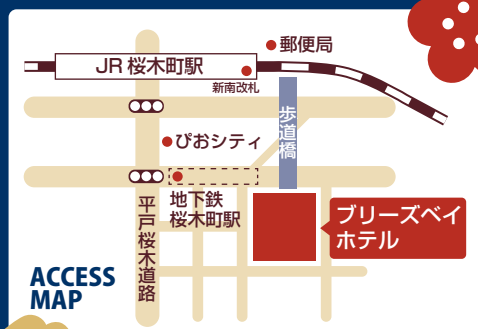 郵便局
JR 桜木町駅
新南改札
歩道橋
ぴおシティ
地下鉄
桜木町駅
平戸桜木道路
ブリーズベイ
ホテル
ACCESS
MAP